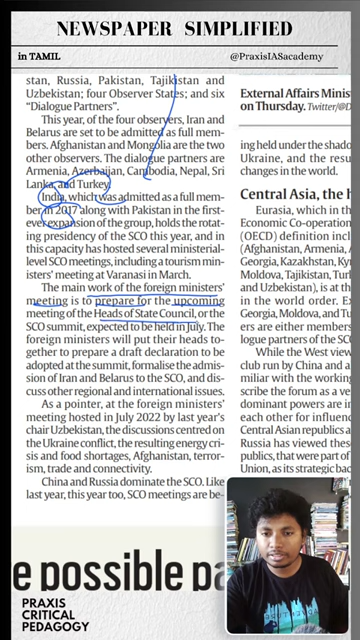 NEWSPAPER SIMPLIFIED
in TAMIL
@PraxisIASacademy
stan, Russia, Pakistan, Tajikistan and
Uzbekistan; four Observer States; and six
“Dialogue Partners”.
This year, of the four observers, Iran and
Belarus are set to be admitted as full mem-
bers. Afghanistan and Mongolia are the two
other observers. The dialogue partners are
Armenia, Azerbaijan, Cambodia, Nepal, Sri
Lanka, and Turkey.
India, which was admitted as a full mem-
ber in 2017 along with Pakistan in the first-
ever expansion of the group, holds the rota-
ting presidency of the SCO this year, and in
this capacity has hosted several ministerial-
level SCO meetings, including a tourism min-
isters’ meeting at Varanasi in March.
The main work of the foreign ministers’
meeting is to prepare for the upcoming
meeting of the Heads of State Council, or the
SCO summit, expected to be held in July. The
foreign ministers will put their heads to-
gether to prepare a draft declaration to be
adopted at the summit, formalise the admis-
sion of Iran and Belarus to the SCO, and dis-
cuss other regional and international issues.
As a pointer, at the foreign ministers’
meeting hosted in July 2022 by last year’s
chair Uzbekistan, the discussions centred on
the Ukraine conflict, the resulting energy cri-
sis and food shortages, Afghanistan, terror-
ism, trade and connectivity.
China and Russia dominate the SCO. Like
last year, this year too, SCO meetings are be-
External Affairs Minis
on Thursday. Twitter/@D
ing held under the shado
Ukraine, and the resu
changes in the world.
Central Asia, the h
Eurasia, which in th
Economic Co-operation
(OECD) definition inclu
(Afghanistan, Armenia, A
Georgia, Kazakhstan, Ky
Moldova, Tajikistan, Turk
and Uzbekistan), is at th
in the world order. Ex
Georgia, Moldova, and Tu
ers are either members
logue partners of the SC
While the West view
club run by China and a
miliar with the working
scribe the forum as a ve
dominant powers are in
each other for influenc
Central Asian republics a
Russia has viewed these
publics, that were part of
Union, as its strategic bac
e possible pa
PRAXIS
CRITICAL
PEDAGOGY